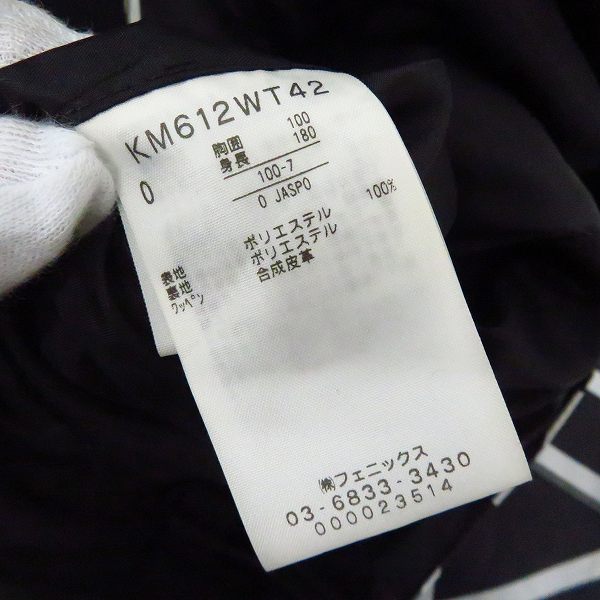 KM612WT42
0
胸囲 100
身長 180
100-7
0 JASPO
表地 ポリエステル 100%
裏地 ポリエステル
ワッペン 合成皮革
㈱フェニックス
03-6833-3430
000023514